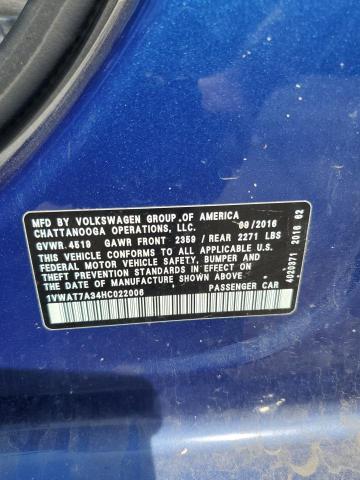 MFD BY VOLKSWAGEN GROUP.OF AMERICA
CHATTANOOGA OPERATIONS, LLC. 09/2016
GVWR.4519 GAWR FRONT 2359/REAR 2271 LBS
THIS VEHICLE CONFORMS TO ALL APPLICABLE U.S.
FEDERAL MOTOR VEHICLE SAFETY, BUMPER AND
THEFT PREVENTION STANDARDS IN EFFECT ON THE
DATE OF MANUFACTURE SHOWN ABOVE.
1VWAT7A34HC022006 PASSENGER CAR
4020371 2016 62